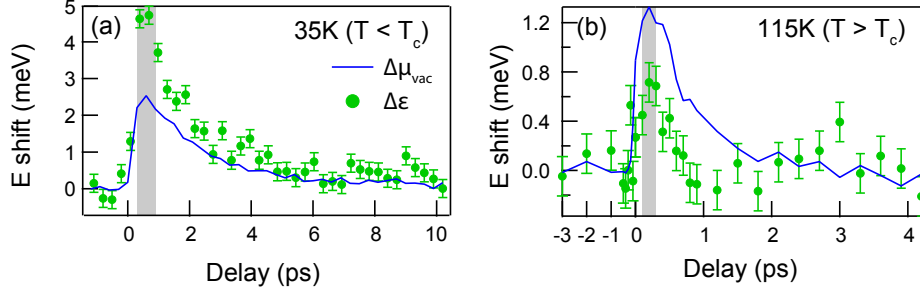 (a) 35K (T < Tc)
Δμvac
Δε
E shift (meV)
5
4
3
2
1
0
0 2 4 6 8 10
Delay (ps)
(b) 115K (T > Tc)
E shift (meV)
1.2
0.8
0.4
0.0
-3 -2 -1 0 1 2 3 4
Delay (ps)